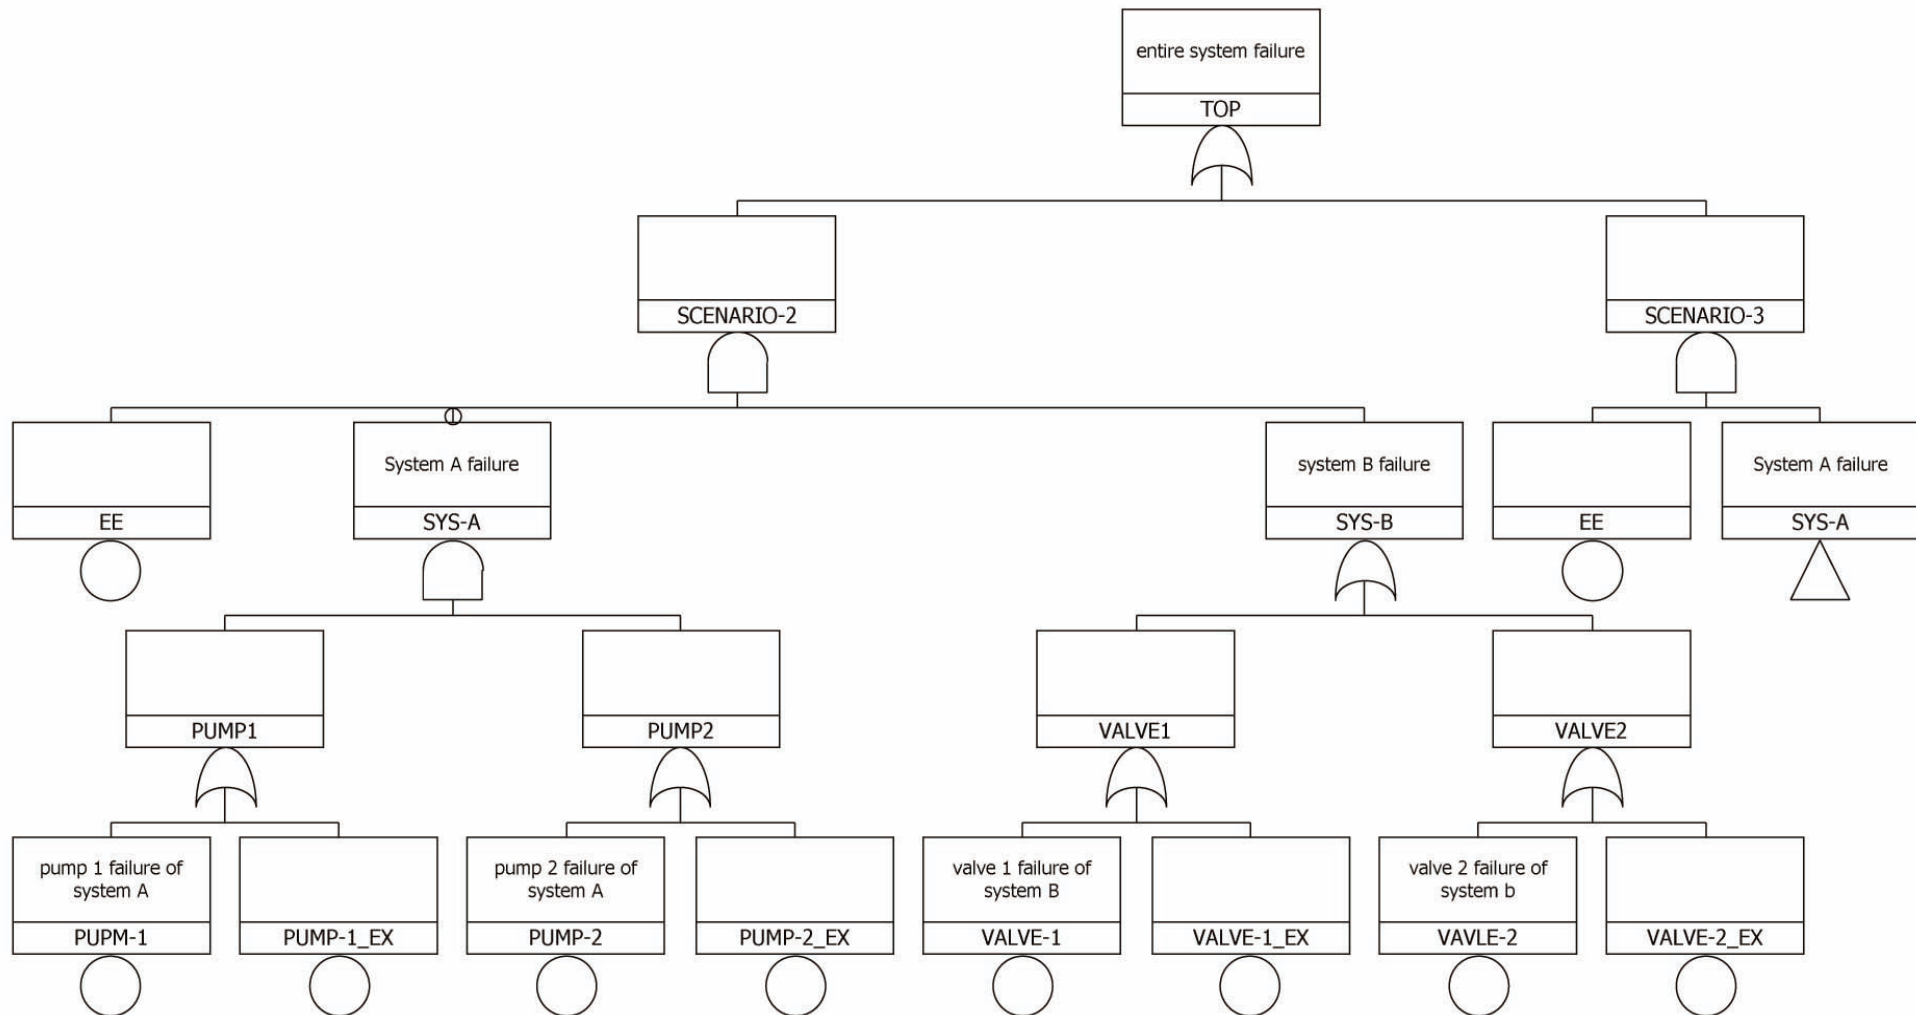 entire system failure
TOP
SCENARIO-2
SCENARIO-3
System A failure
system B failure
System A failure
EE
SYS-A
SYS-B
EE
SYS-A
PUMP1
PUMP2
VALVE1
VALVE2
pump 1 failure of
system A
pump 2 failure of
system A
valve 1 failure of
system B
valve 2 failure of
system b
PUPM-1
PUMP-1_EX
PUMP-2
PUMP-2_EX
VALVE-1
VALVE-1_EX
VAVLE-2
VALVE-2_EX